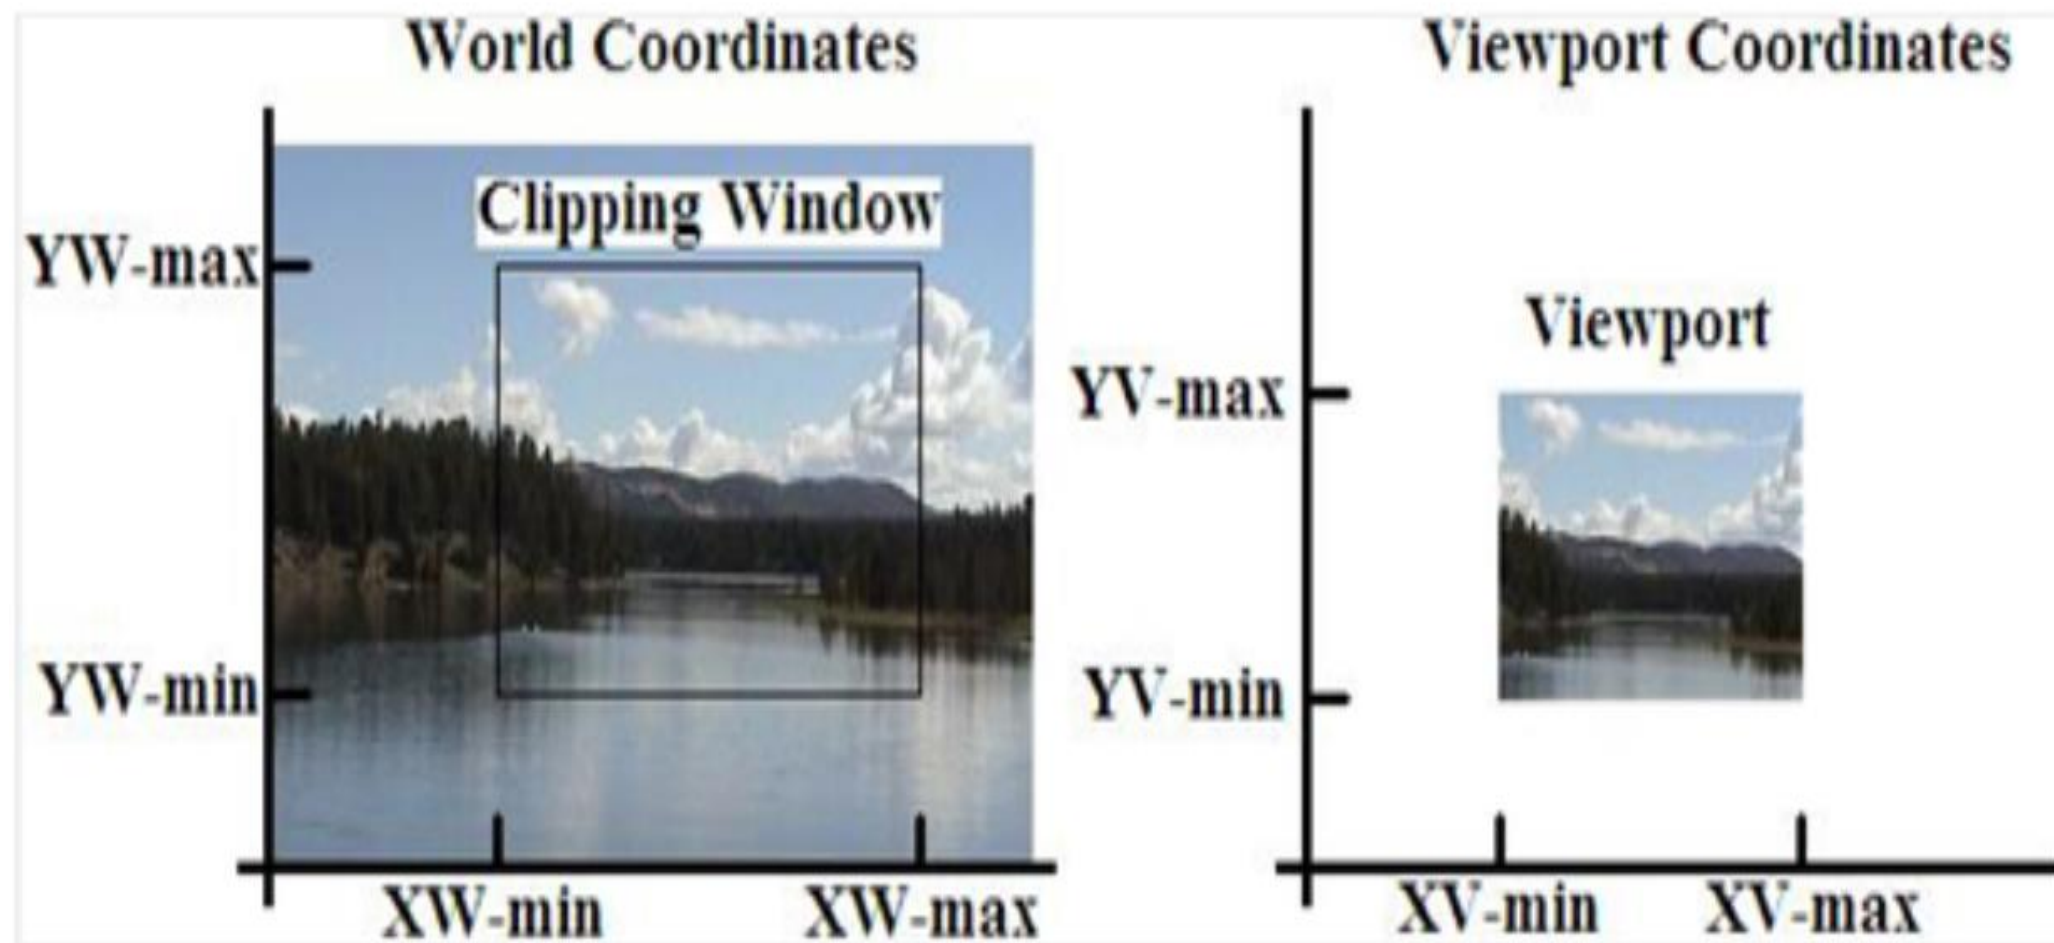 World Coordinates
Clipping Window
YW-max
YW-min
XW-min
XW-max
Viewport Coordinates
Viewport
YV-max
YV-min
XV-min
XV-max